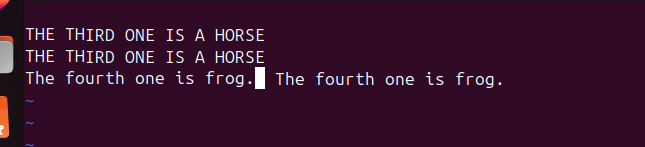 THE THIRD ONE IS A HORSE
THE THIRD ONE IS A HORSE
The fourth one is frog. The fourth one is frog.
~
~
~